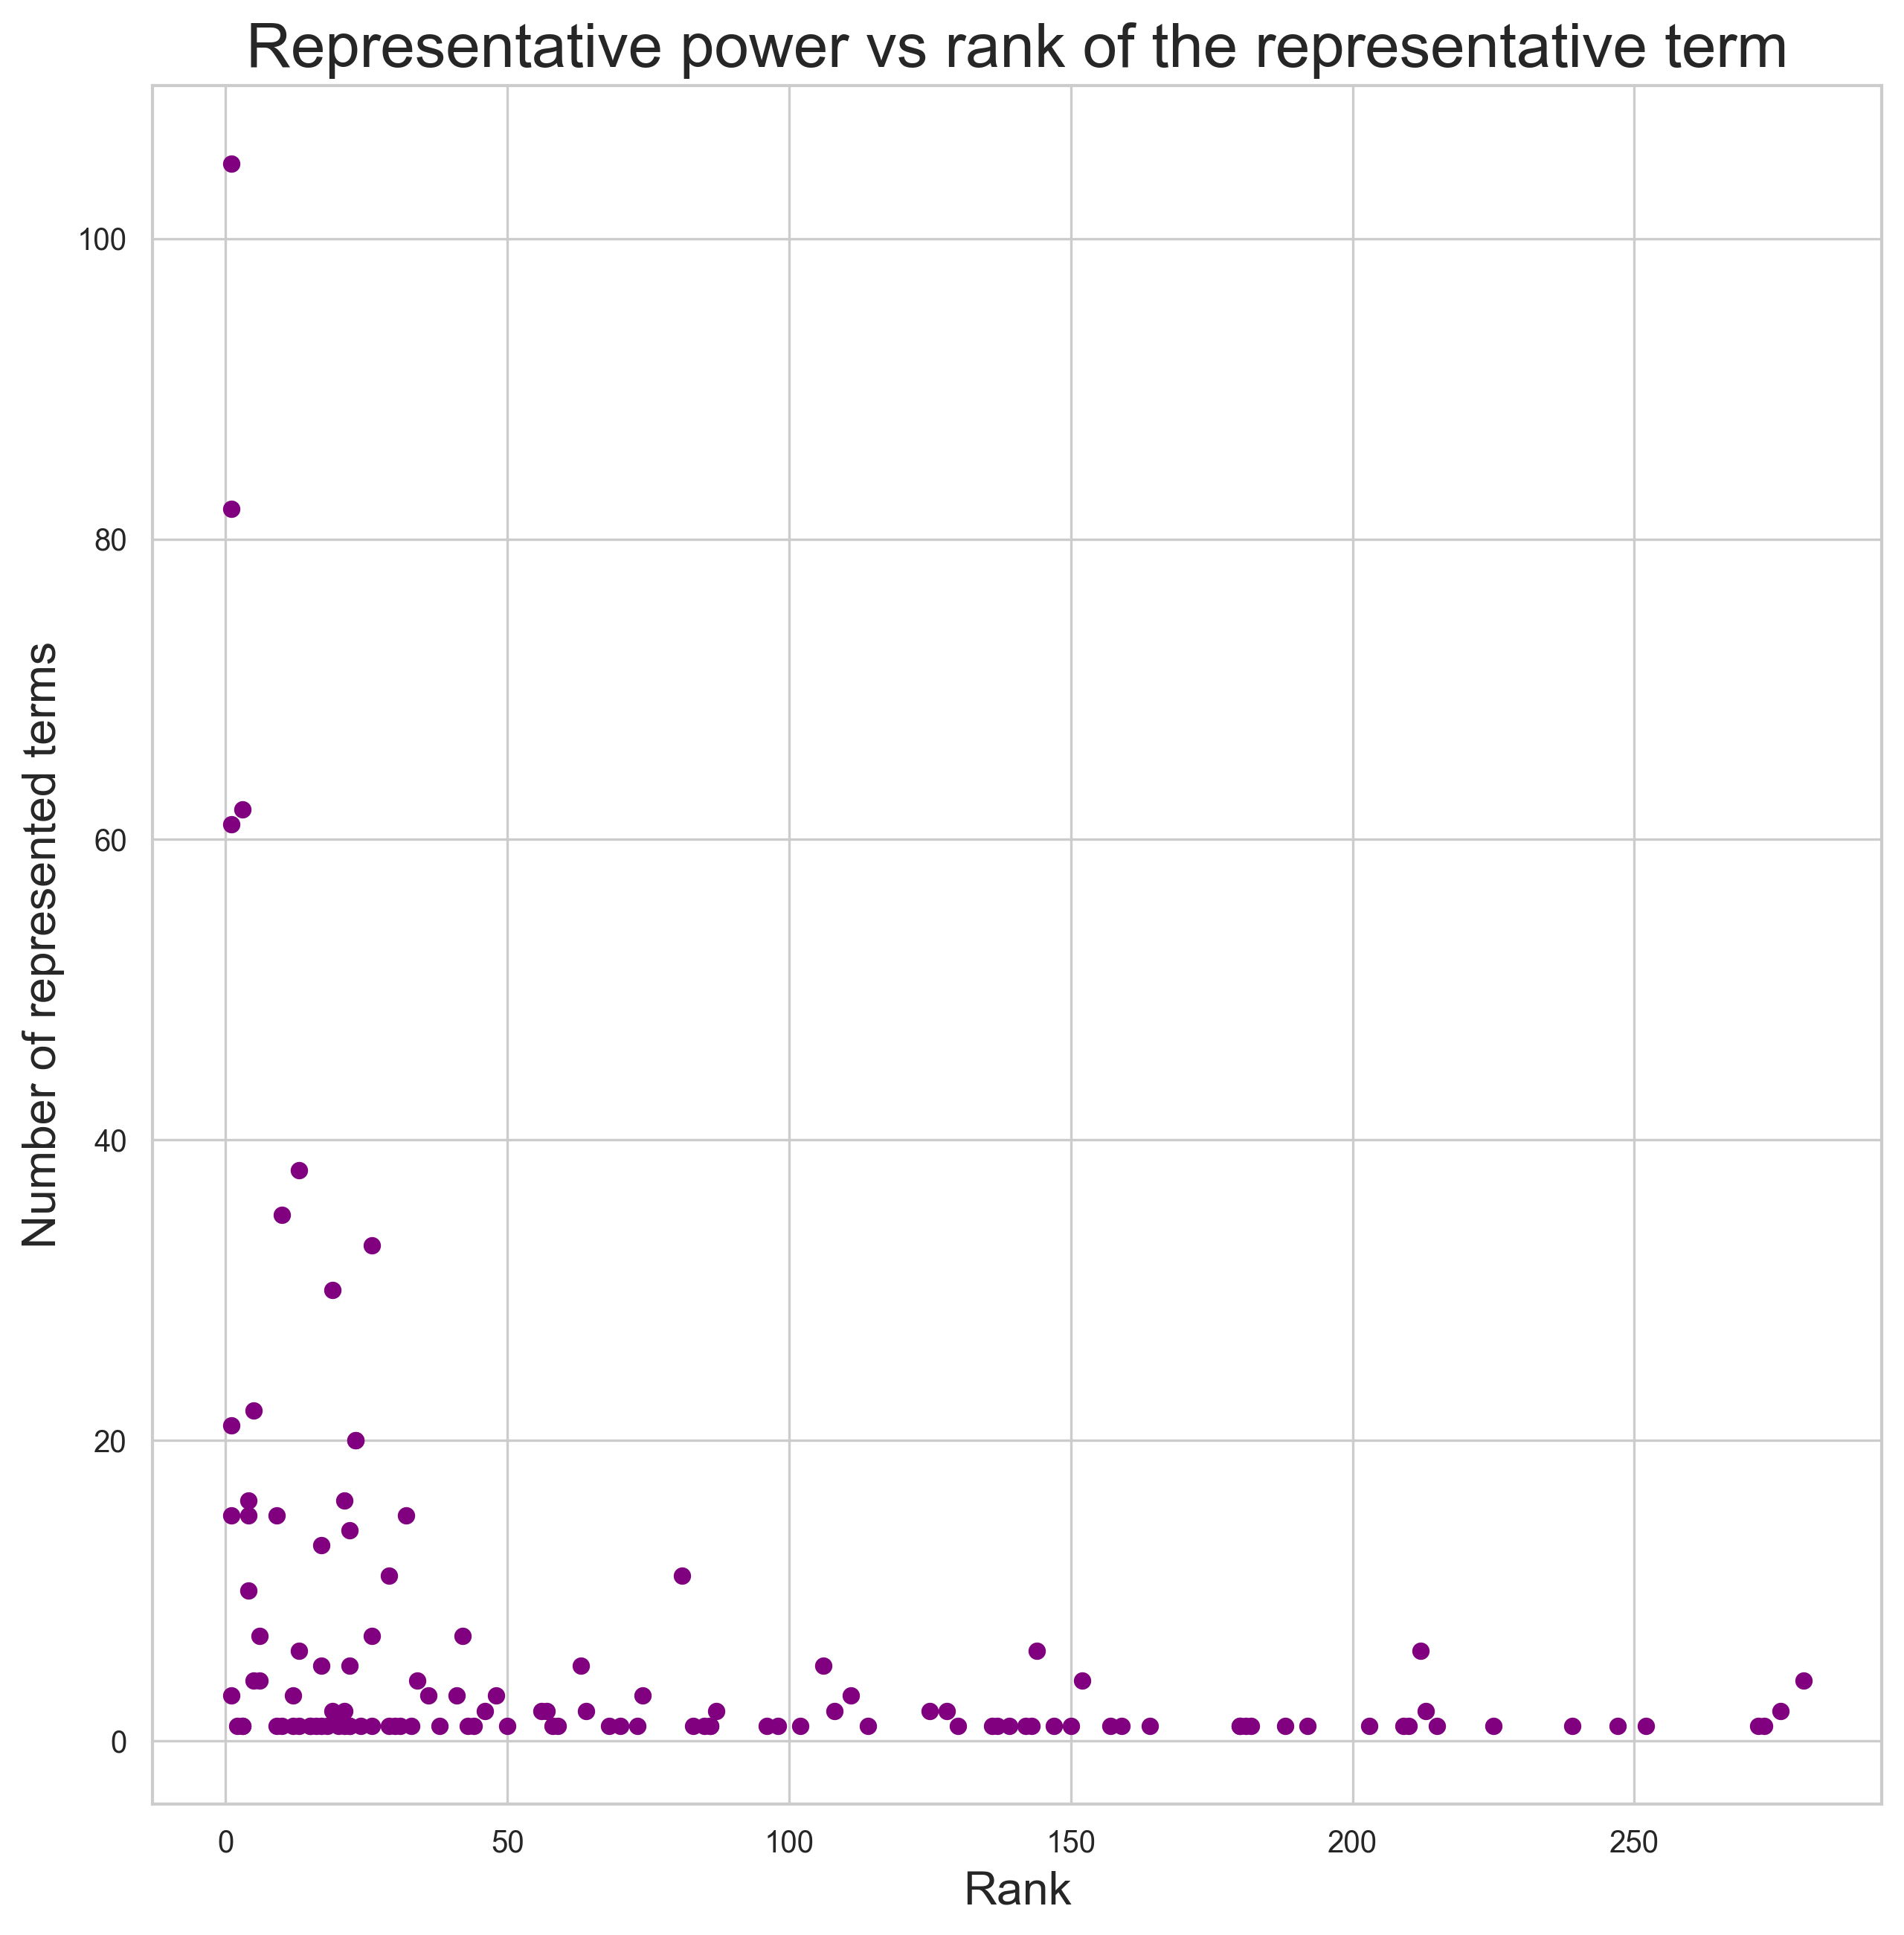 Representative power vs rank of the representative term
100
80
60
40
20
0
Number of represented terms
0 50 100 150 200 250
Rank